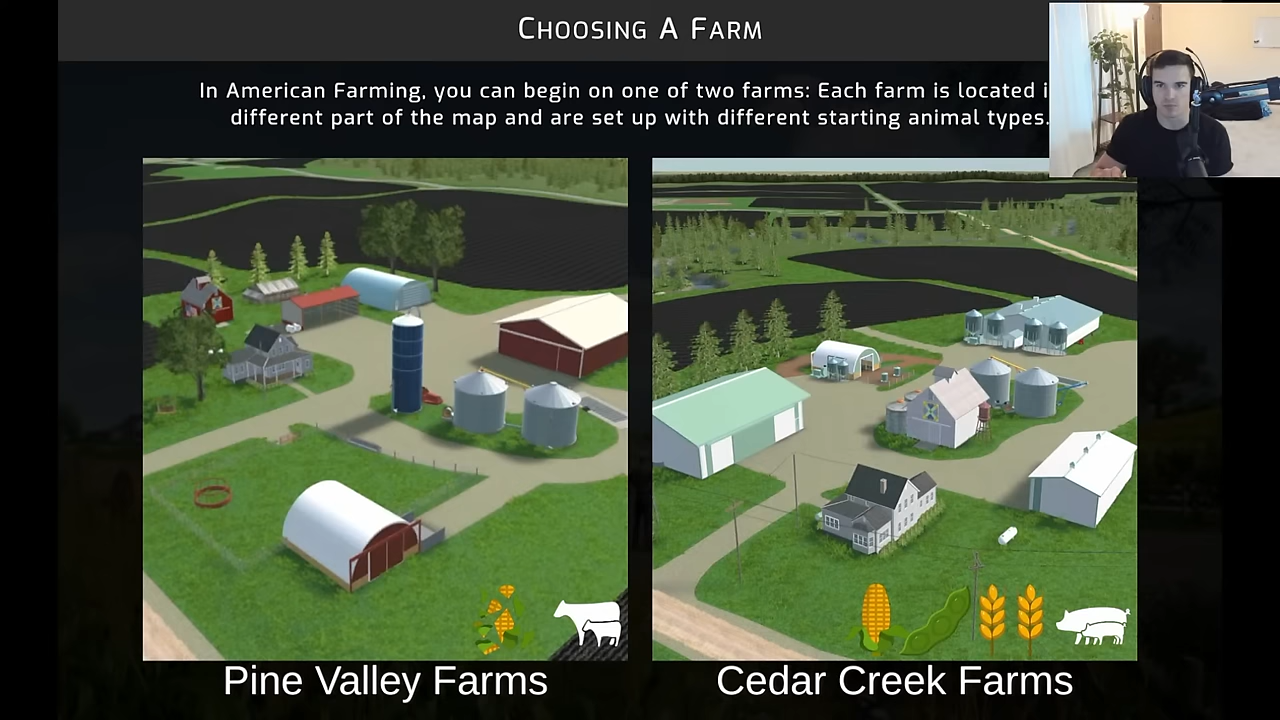 Choosing A Farm
In American Farming, you can begin on one of two farms: Each farm is located i
different part of the map and are set up with different starting animal types.
Pine Valley Farms
Cedar Creek Farms